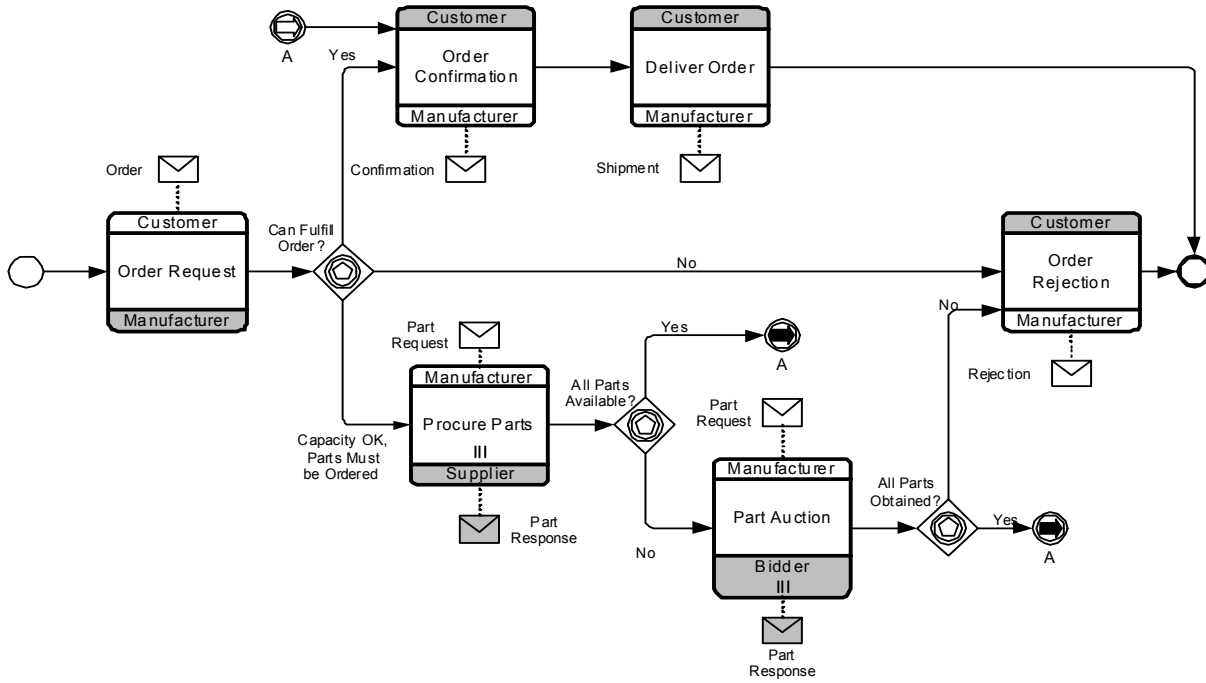 Customer
Customer
A
Yes
Order
Confirmation
Deliver Order
Manufacturer
Manufacturer
Order
Confirmation
Shipment
Customer
Can Fulfill
Order?
Customer
Order Request
No
Order
Rejection
Manufacturer
Part
Request
Yes
No
Manufacturer
Manufacturer
All Parts
Available?
A
Rejection
Procure Parts
Part
Request
Capacity OK,
Parts Must
be Ordered
III
Supplier
Manufacturer
All Parts
Obtained?
Part
Response
Part Auction
No
Yes
A
Bidder
III
Part
Response